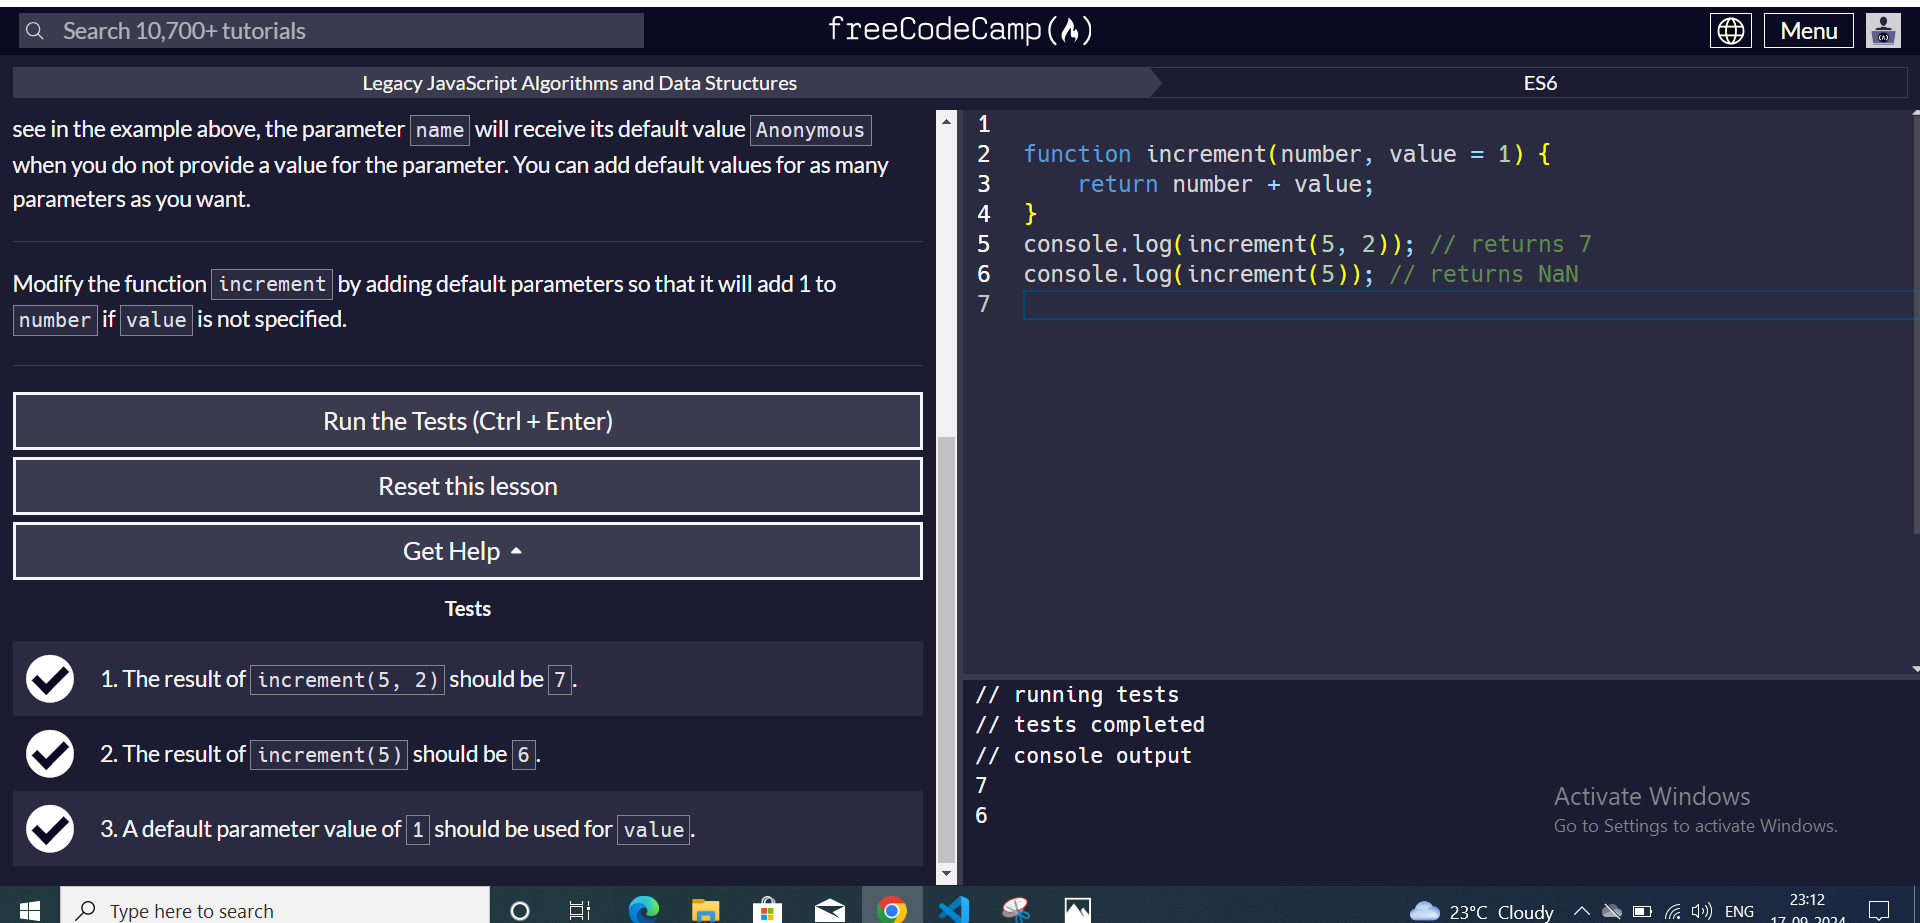 Search 10,700+ tutorials
freeCodeCamp(🔥)
Menu
Legacy JavaScript Algorithms and Data Structures
ES6
see in the example above, the parameter name will receive its default value Anonymous
when you do not provide a value for the parameter. You can add default values for as many
parameters as you want.
Modify the function increment by adding default parameters so that it will add 1 to
number if value is not specified.
Run the Tests (Ctrl + Enter)
Reset this lesson
Get Help
Tests
1. The result of increment(5, 2) should be 7.
2. The result of increment(5) should be 6.
3. A default parameter value of 1 should be used for value.
1
2 function increment(number, value = 1) {
3     return number + value;
4 }
5 console.log(increment(5, 2)); // returns 7
6 console.log(increment(5)); // returns NaN
7
// running tests
// tests completed
// console output
7
6
Activate Windows
Go to Settings to activate Windows.
Type here to search
23°C Cloudy
ENG
23:12
17-09-2024